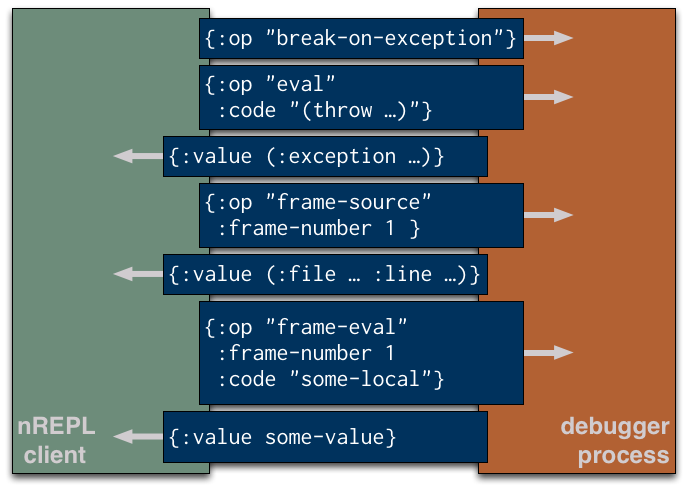 {:op "break-on-exception"}
{:op "eval"
:code "(throw …)"}
{:value (:exception …)}
{:op "frame-source"
:frame-number 1 }
{:value (:file … :line …)}
{:op "frame-eval"
:frame-number 1
:code "some-local"}
{:value some-value}
nREPL
client
debugger
process